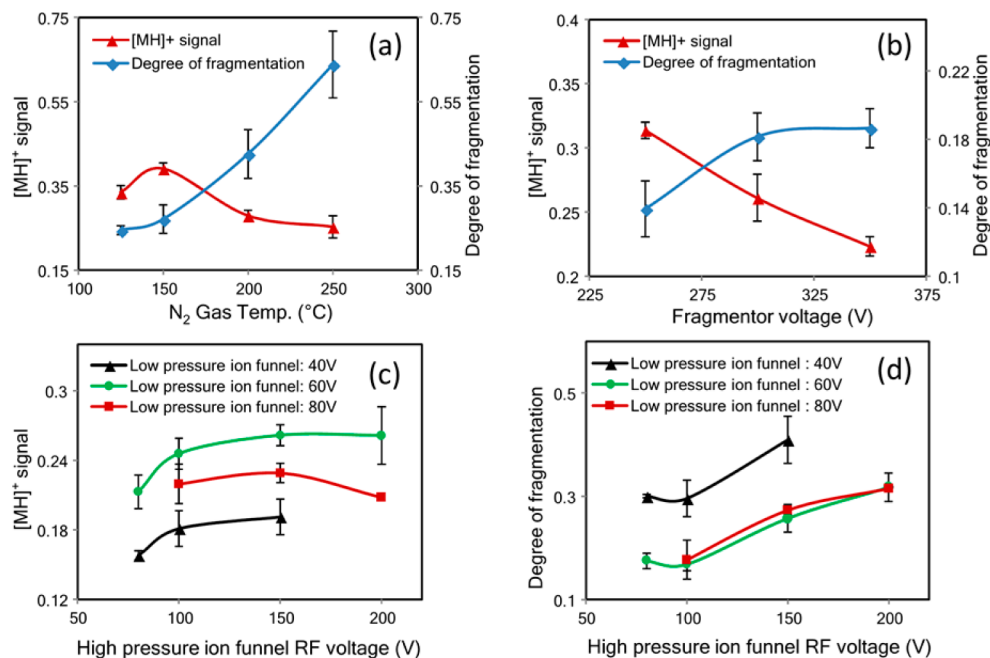 (a)
[MH]+ signal
Degree of fragmentation
0.75
0.55
0.35
0.15
0.75
0.55
0.35
0.15
100
150
200
250
300
[MH]+ signal
Degree of fragmentation
N2 Gas Temp. (°C)
(b)
[MH]+ signal
Degree of fragmentation
0.4
0.35
0.3
0.25
0.2
0.22
0.18
0.14
0.1
225
275
325
375
[MH]+ signal
Degree of fragmentation
Fragmentor voltage (V)
(c)
Low pressure ion funnel: 40V
Low pressure ion funnel: 60V
Low pressure ion funnel: 80V
0.3
0.24
0.18
0.12
50
100
150
200
[MH]+ signal
High pressure ion funnel RF voltage (V)
(d)
Low pressure ion funnel : 40V
Low pressure ion funnel : 60V
Low pressure ion funnel : 80V
0.5
0.3
0.1
50
100
150
200
Degree of fragmentation
High pressure ion funnel RF voltage (V)